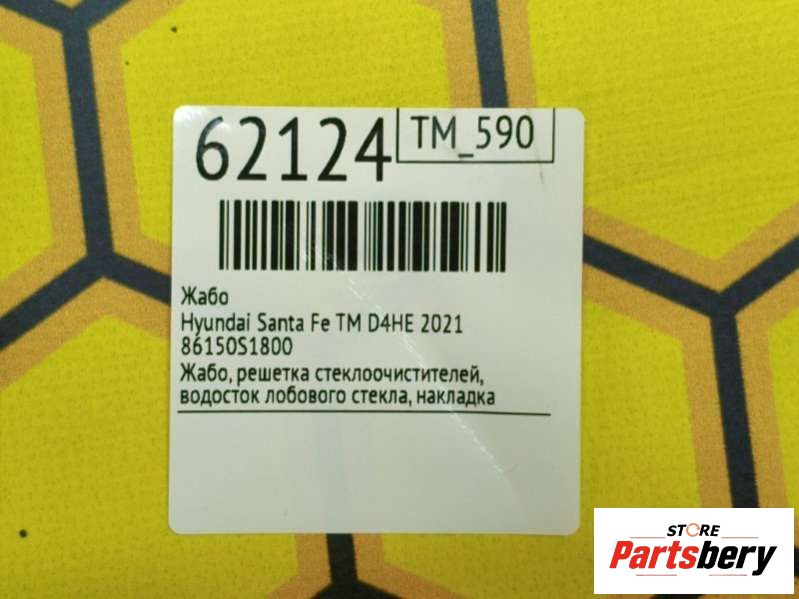 62124
TM_590
Жабо
Hyundai Santa Fe TM D4HE 2021
86150S1800
Жабо, решетка стеклоочистителей,
водосток лобового стекла, накладка
STORE
Partsbery